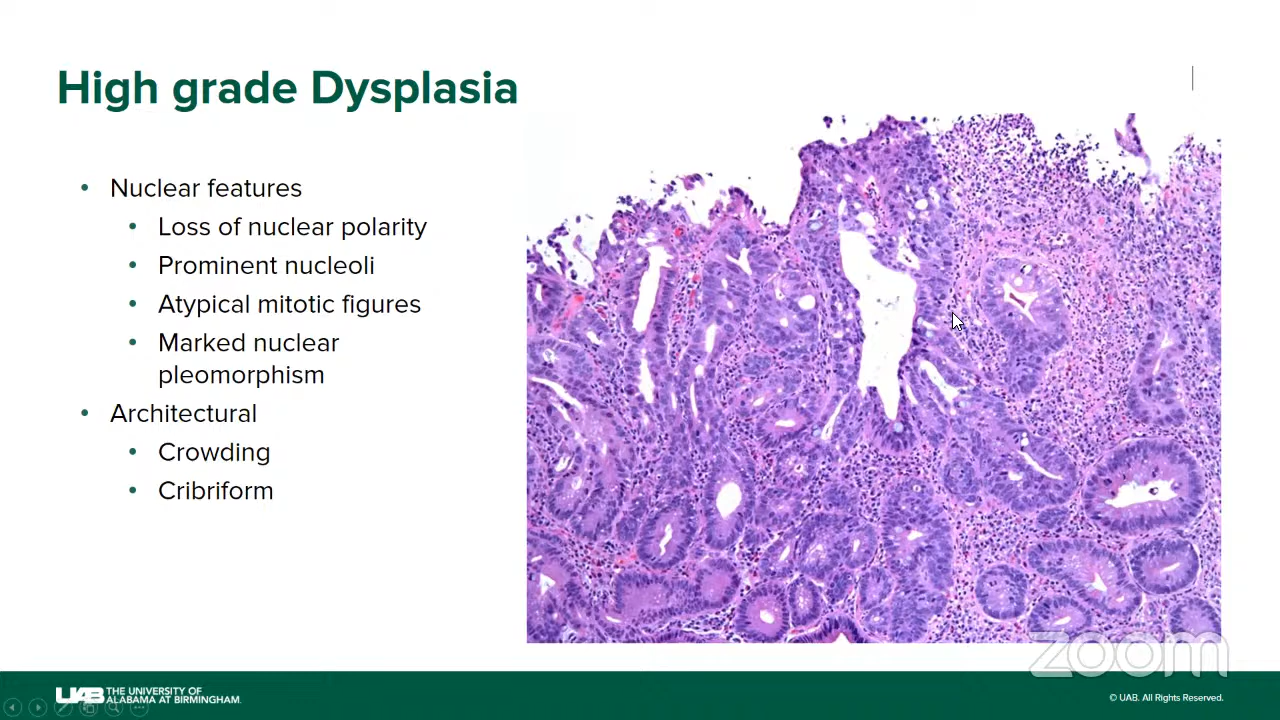 High grade Dysplasia
• Nuclear features
• Loss of nuclear polarity
• Prominent nucleoli
• Atypical mitotic figures
• Marked nuclear
pleomorphism
• Architectural
• Crowding
• Cribriform
zoom
UAB THE UNIVERSITY OF
ALABAMA AT BIRMINGHAM.
© UAB. All Rights Reserved.